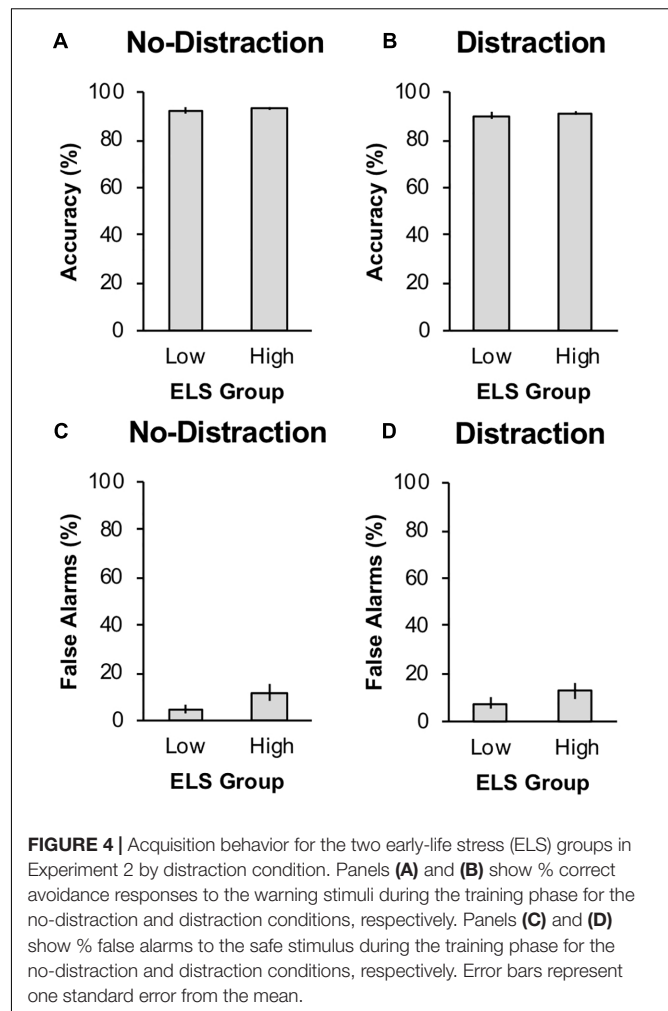 A No-Distraction
100
80
60
40
20
0
Accuracy (%)
Low High
ELS Group
B Distraction
100
80
60
40
20
0
Accuracy (%)
Low High
ELS Group
C No-Distraction
100
80
60
40
20
0
False Alarms (%)
Low High
ELS Group
D Distraction
100
80
60
40
20
0
False Alarms (%)
Low High
ELS Group
FIGURE 4 | Acquisition behavior for the two early-life stress (ELS) groups in
Experiment 2 by distraction condition. Panels (A) and (B) show % correct
avoidance responses to the warning stimuli during the training phase for the
no-distraction and distraction conditions, respectively. Panels (C) and (D)
show % false alarms to the safe stimulus during the training phase for the
no-distraction and distraction conditions, respectively. Error bars represent
one standard error from the mean.